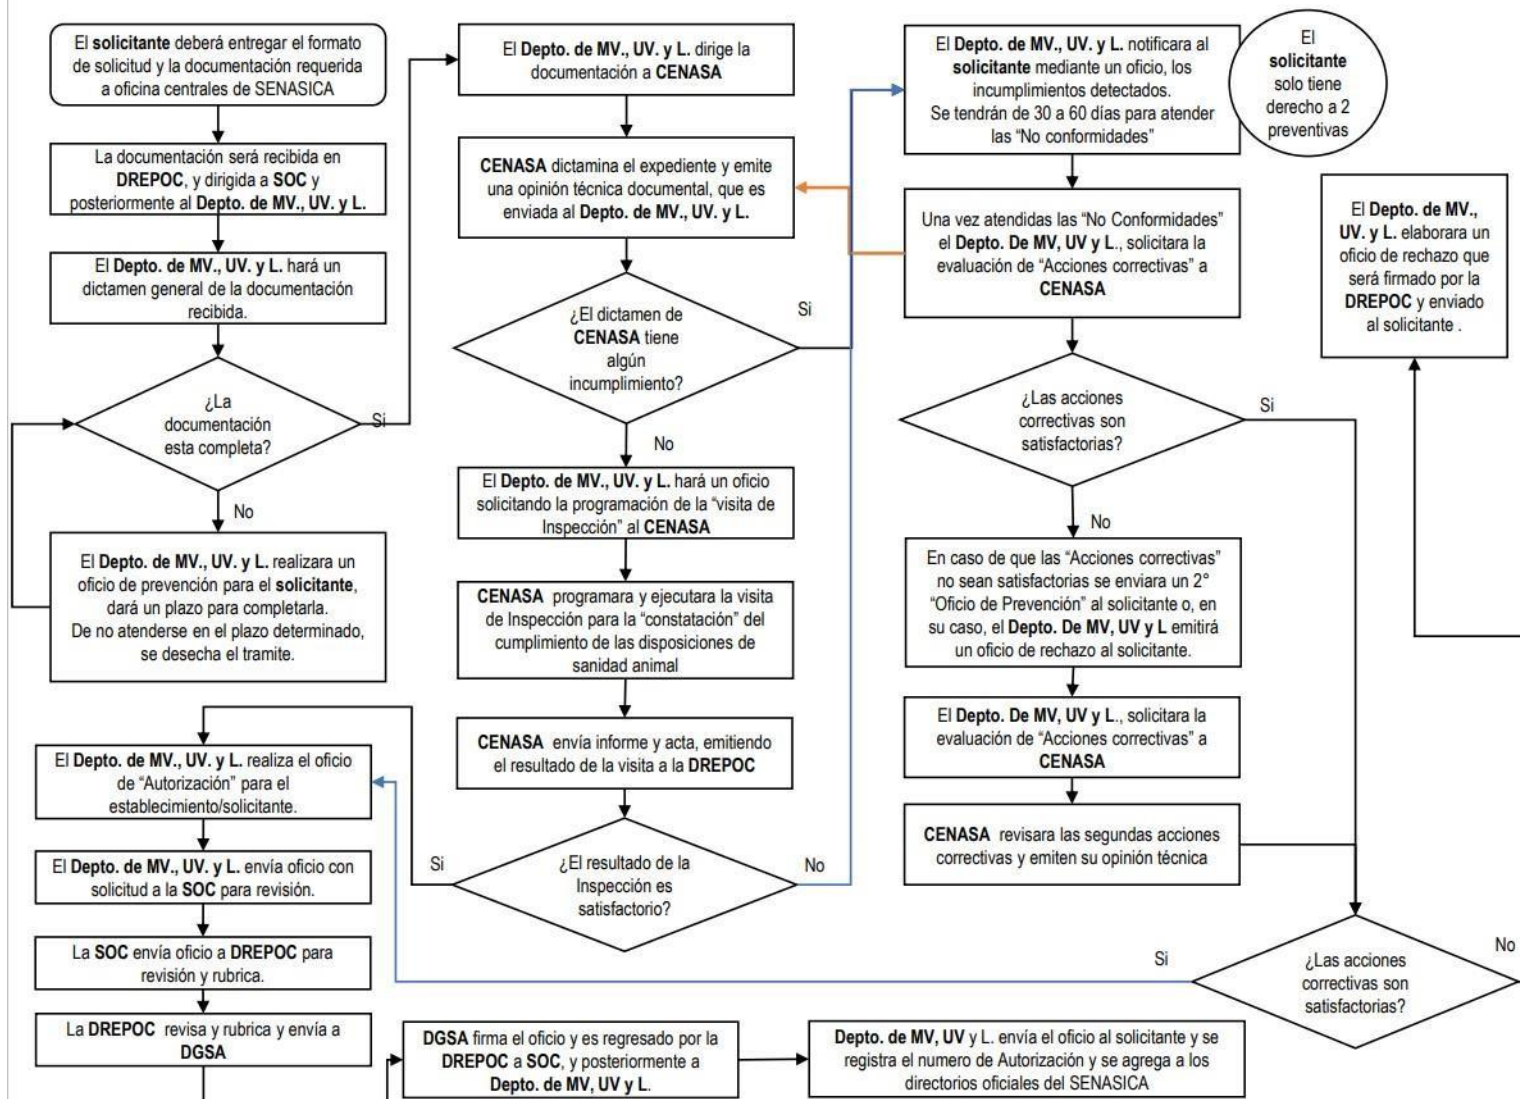 El solicitante deberá entregar el formato
de solicitud y la documentación requerida
a oficina centrales de SENASICA
La documentación será recibida en
DREPOC, y dirigida a SOC y
posteriormente al Depto. de MV., UV. y L.
El Depto. de MV., UV. y L. hará un
dictamen general de la documentación
recibida.
¿La
documentación
esta completa?
Si
No
El Depto. de MV., UV. y L. realizara un
oficio de prevención para el solicitante,
dará un plazo para completarla.
De no atenderse en el plazo determinado,
se desecha el tramite.
El Depto. de MV., UV. y L. dirige la
documentación a CENASA
CENASA dictamina el expediente y emite
una opinión técnica documental, que es
enviada al Depto. de MV., UV. y L.
¿El dictamen de
CENASA tiene
algún
incumplimiento?
Si
No
El Depto. de MV., UV. y L. hará un oficio
solicitando la programación de la “visita de
Inspección” al CENASA
CENASA programara y ejecutara la visita
de Inspección para la “constatación” del
cumplimiento de las disposiciones de
sanidad animal
CENASA envía informe y acta, emitiendo
el resultado de la visita a la DREPOC
¿El resultado de la
Inspección es
satisfactorio?
Si
No
El Depto. de MV., UV. y L. notificara al
solicitante mediante un oficio, los
incumplimientos detectados.
Se tendrán de 30 a 60 días para atender
las “No conformidades”
El
solicitante
solo tiene
derecho a 2
preventivas
Una vez atendidas las “No Conformidades”
el Depto. De MV, UV y L., solicitara la
evaluación de “Acciones correctivas” a
CENASA
¿Las acciones
correctivas son
satisfactorias?
Si
No
En caso de que las “Acciones correctivas”
no sean satisfactorias se enviara un 2°
“Oficio de Prevención” al solicitante o, en
su caso, el Depto. De MV, UV y L emitirá
un oficio de rechazo al solicitante.
El Depto. De MV, UV y L., solicitara la
evaluación de “Acciones correctivas” a
CENASA
CENASA revisara las segundas acciones
correctivas y emiten su opinión técnica
¿Las acciones
correctivas son
satisfactorias?
Si
No
El Depto. de MV.,
UV. y L. elaborara un
oficio de rechazo que
será firmado por la
DREPOC y enviado
al solicitante .
El Depto. de MV., UV. y L. realiza el oficio
de “Autorización” para el
establecimiento/solicitante.
El Depto. de MV., UV. y L. envía oficio con
solicitud a la SOC para revisión.
La SOC envía oficio a DREPOC para
revisión y rubrica.
La DREPOC revisa y rubrica y envía a
DGSA
DGSA firma el oficio y es regresado por la
DREPOC a SOC, y posteriormente a
Depto. de MV, UV y L.
Depto. de MV, UV y L. envía el oficio al solicitante y se
registra el numero de Autorización y se agrega a los
directorios oficiales del SENASICA